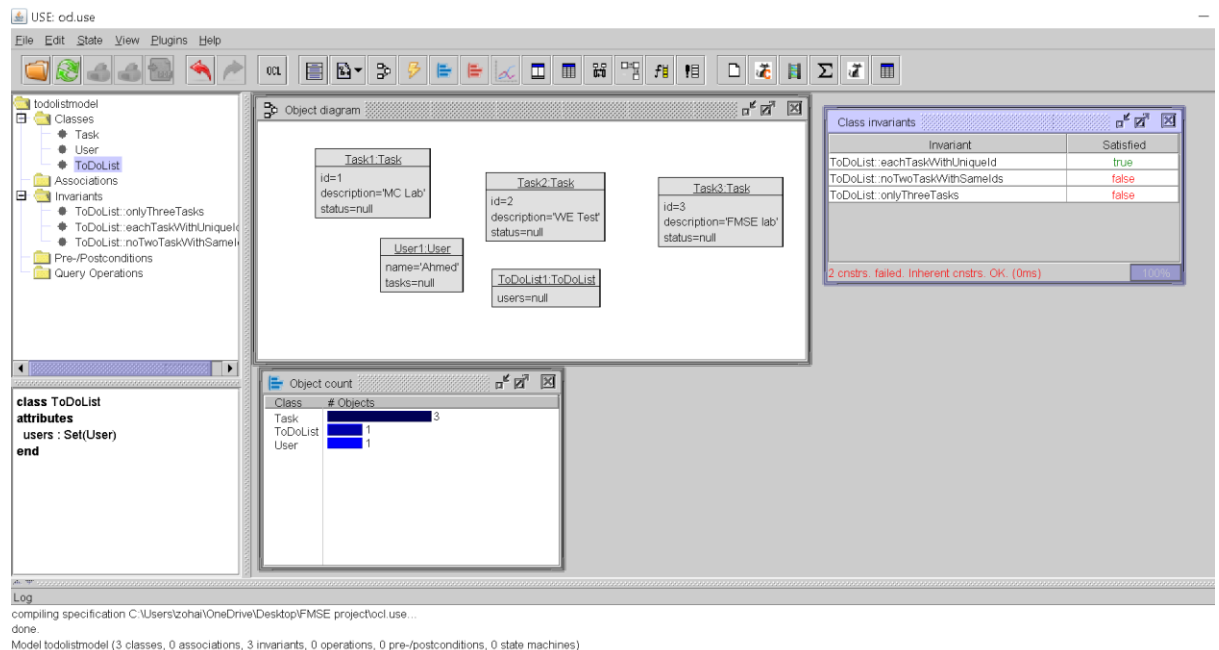 USE: od.use
File Edit State View Plugins Help
OCL
todolistmodel
Classes
Task
User
ToDoList
Associations
Invariants
ToDoList::onlyThreeTasks
ToDoList::eachTaskWithUniqueId
ToDoList::noTwoTaskWithSameI
Pre-/Postconditions
Query Operations
class ToDoList
attributes
users : Set(User)
end
Object diagram
Task1:Task
id=1
description='MC Lab'
status=null
Task2:Task
id=2
description='WE Test'
status=null
Task3:Task
id=3
description='FMSE lab'
status=null
User1:User
name='Ahmed'
tasks=null
ToDoList1:ToDoList
users=null
Object count
Class # Objects
Task 3
ToDoList 1
User 1
Class invariants
Invariant Satisfied
ToDoList::eachTaskWithUniqueId true
ToDoList::noTwoTaskWithSameIds false
ToDoList::onlyThreeTasks false
2 cnstrs. failed. Inherent cnstrs. OK. (0ms) 100%
Log
compiling specification C:\Users\zohai\OneDrive\Desktop\FMSE project\ocl.use...
done.
Model todolistmodel (3 classes, 0 associations, 3 invariants, 0 operations, 0 pre-/postconditions, 0 state machines)